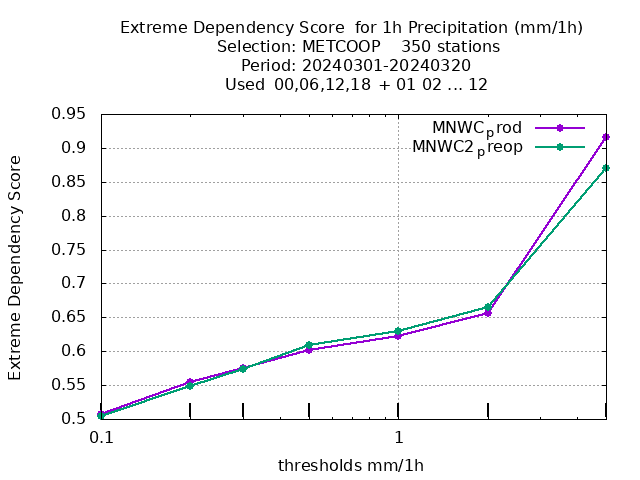 Extreme Dependency Score  for 1h Precipitation (mm/1h)
Selection: METCOOP    350 stations
Period: 20240301-20240320
Used  00,06,12,18  + 01 02 ... 12
0.95
0.9
0.85
0.8
0.75
0.7
0.65
0.6
0.55
0.5
Extreme Dependency Score
MNWCprod
MNWC2preop
0.1
1
thresholds mm/1h